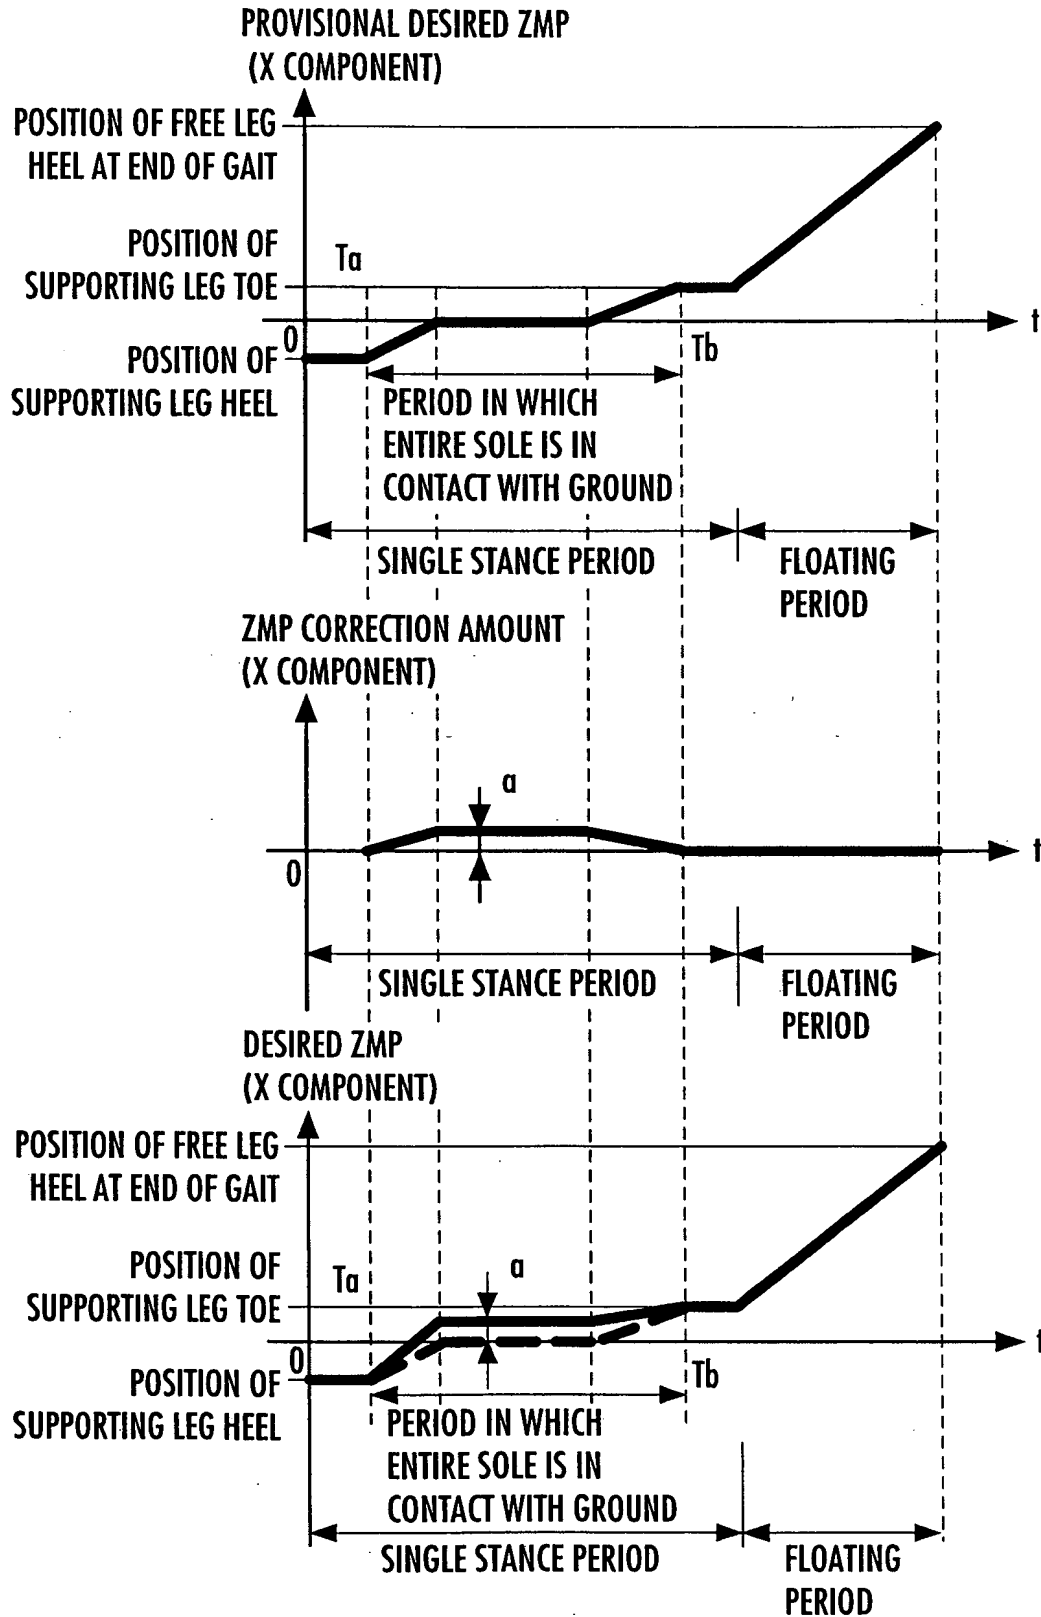 PROVISIONAL DESIRED ZMP
(X COMPONENT)
POSITION OF FREE LEG
HEEL AT END OF GAIT
POSITION OF
SUPPORTING LEG TOE
Ta
0
t
Tb
POSITION OF
SUPPORTING LEG HEEL
PERIOD IN WHICH
ENTIRE SOLE IS IN
CONTACT WITH GROUND
SINGLE STANCE PERIOD
FLOATING
PERIOD
ZMP CORRECTION AMOUNT
(X COMPONENT)
a
0
t
SINGLE STANCE PERIOD
FLOATING
PERIOD
DESIRED ZMP
(X COMPONENT)
POSITION OF FREE LEG
HEEL AT END OF GAIT
POSITION OF
SUPPORTING LEG TOE
Ta
a
0
t
Tb
POSITION OF
SUPPORTING LEG HEEL
PERIOD IN WHICH
ENTIRE SOLE IS IN
CONTACT WITH GROUND
SINGLE STANCE PERIOD
FLOATING
PERIOD